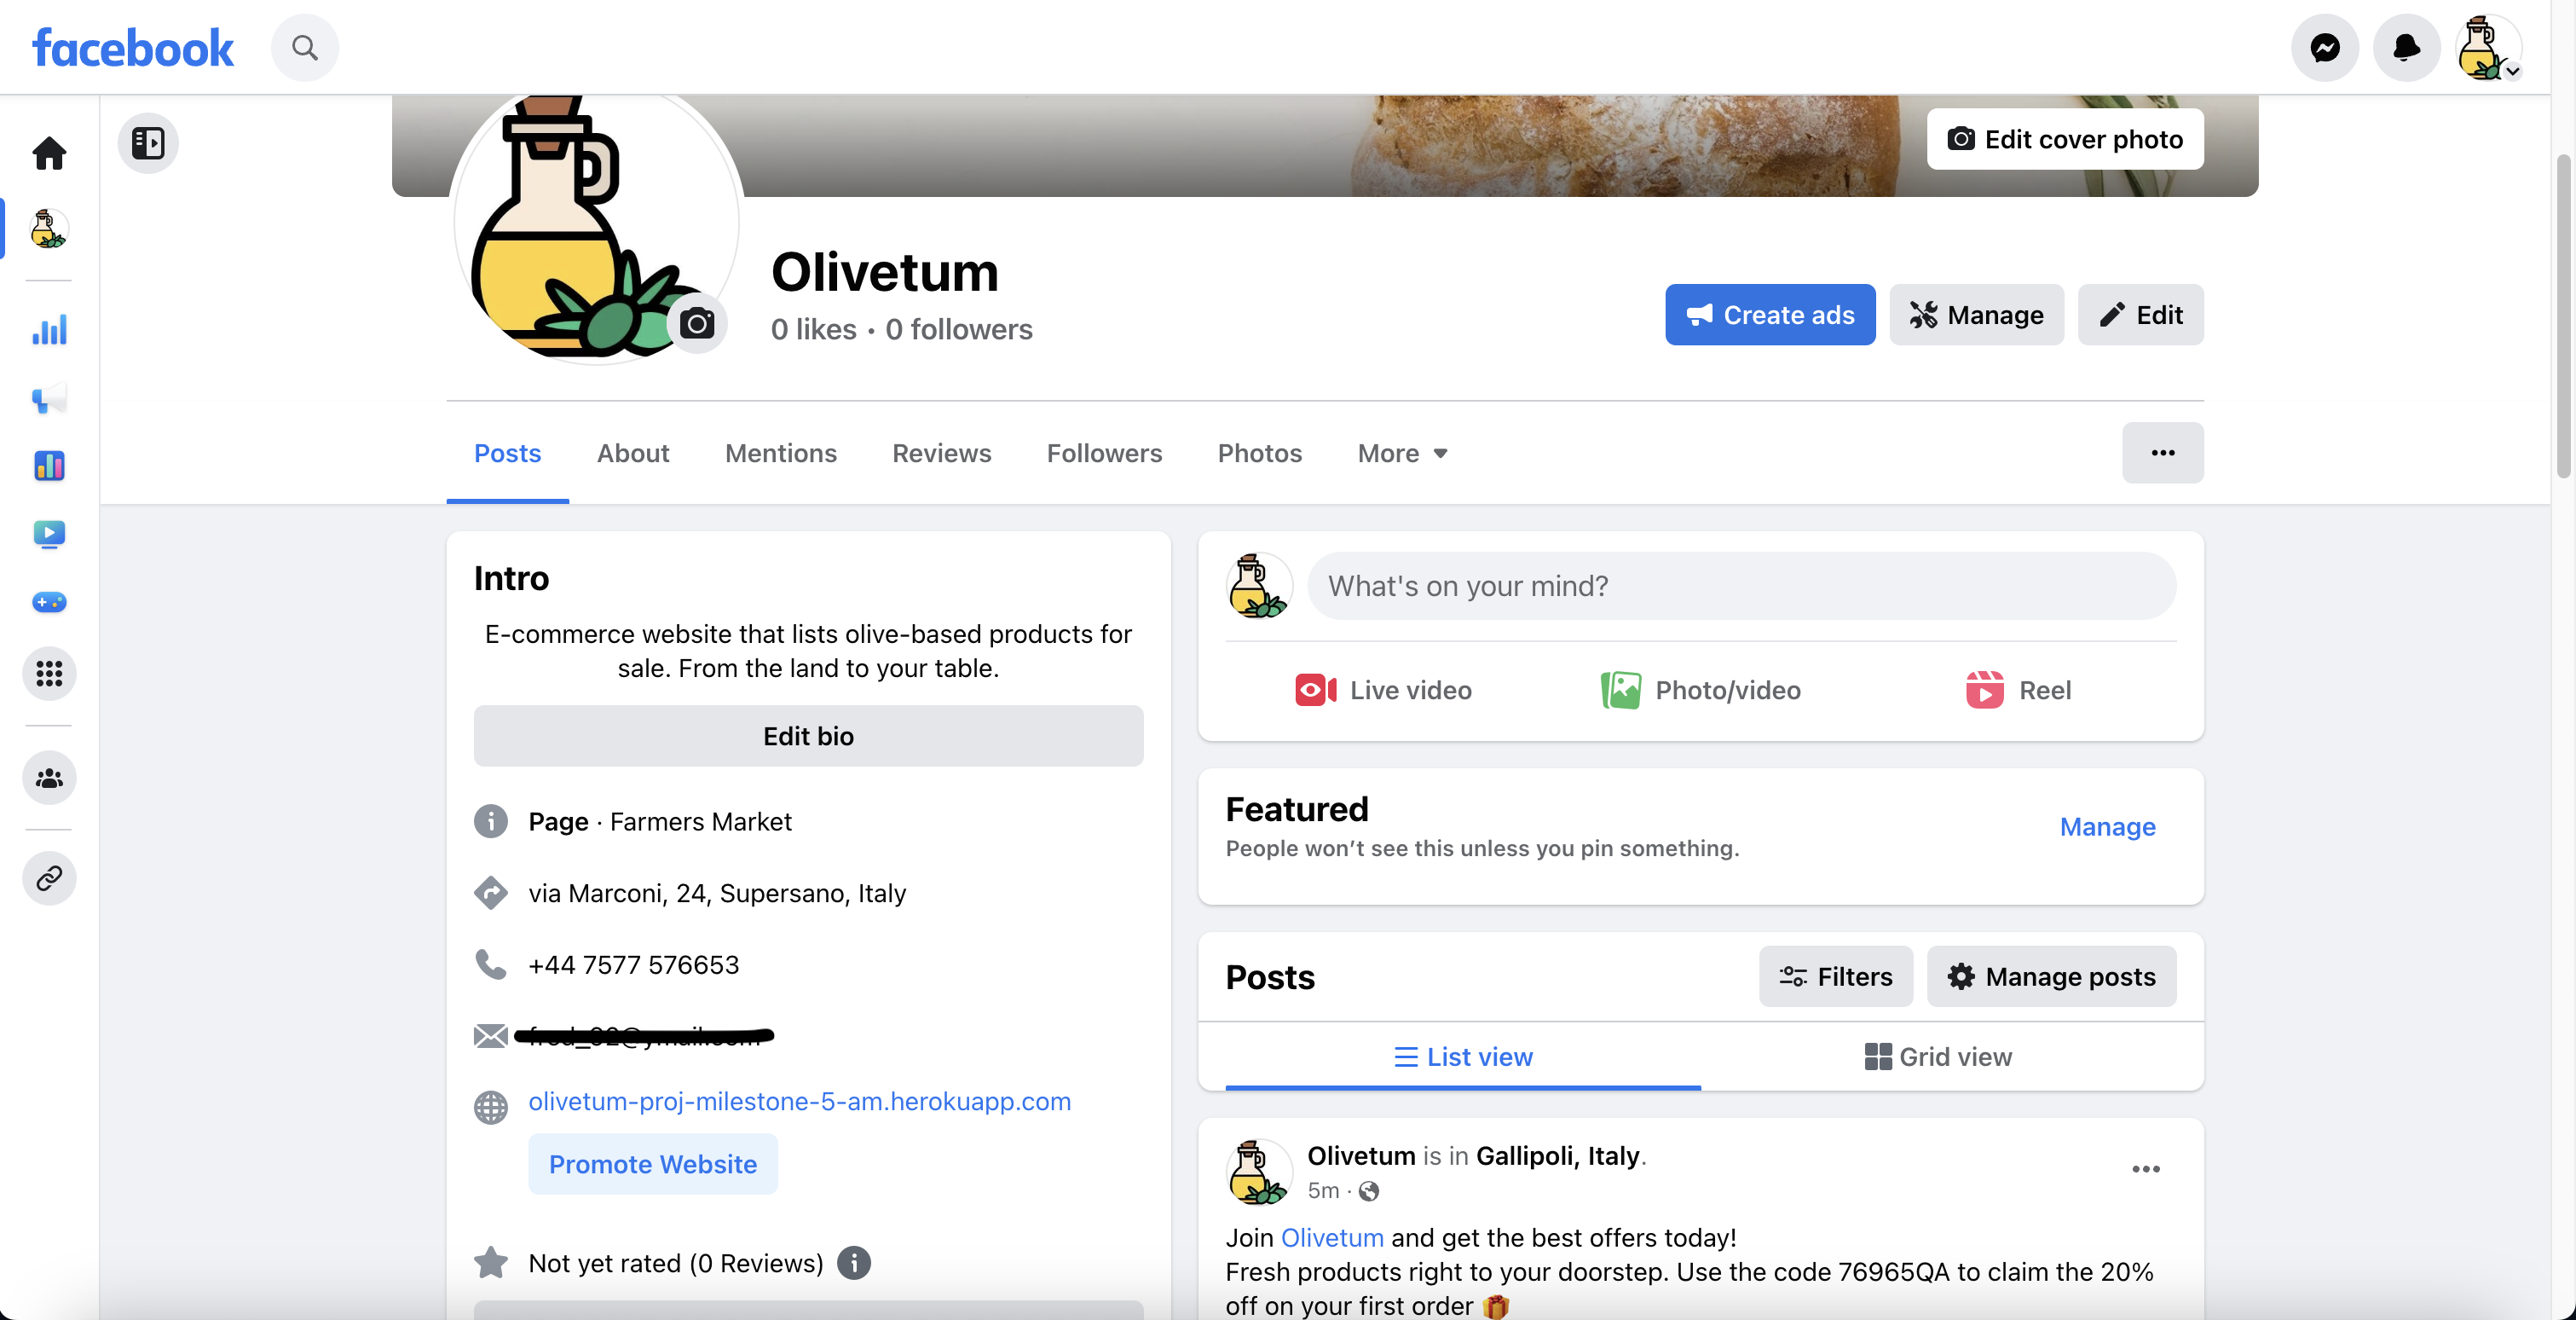 facebook
Edit cover photo
Olivetum
0 likes • 0 followers
Create ads
Manage
Edit
Posts
About
Mentions
Reviews
Followers
Photos
More
Intro
E-commerce website that lists olive-based products for
sale. From the land to your table.
Edit bio
Page · Farmers Market
via Marconi, 24, Supersano, Italy
+44 7577 576653
olivetum-proj-milestone-5-am.herokuapp.com
Promote Website
Not yet rated (0 Reviews)
What's on your mind?
Live video
Photo/video
Reel
Featured
People won’t see this unless you pin something.
Manage
Posts
Filters
Manage posts
List view
Grid view
Olivetum is in Gallipoli, Italy.
5m ·
Join Olivetum and get the best offers today!
Fresh products right to your doorstep. Use the code 76965QA to claim the 20%
off on your first order 🎁